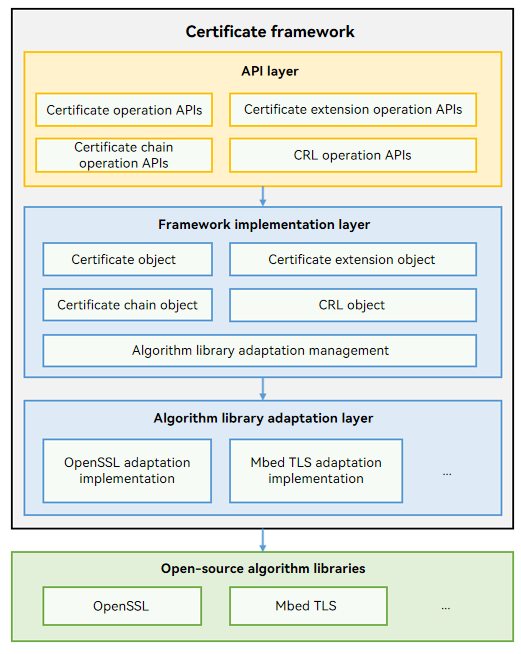 Certificate framework
API layer
Certificate operation APIs
Certificate extension operation APIs
Certificate chain
operation APIs
CRL operation APIs
Framework implementation layer
Certificate object
Certificate extension object
Certificate chain object
CRL object
Algorithm library adaptation management
Algorithm library adaptation layer
OpenSSL adaptation
implementation
Mbed TLS adaptation
implementation
...
Open-source algorithm libraries
OpenSSL
Mbed TLS
...